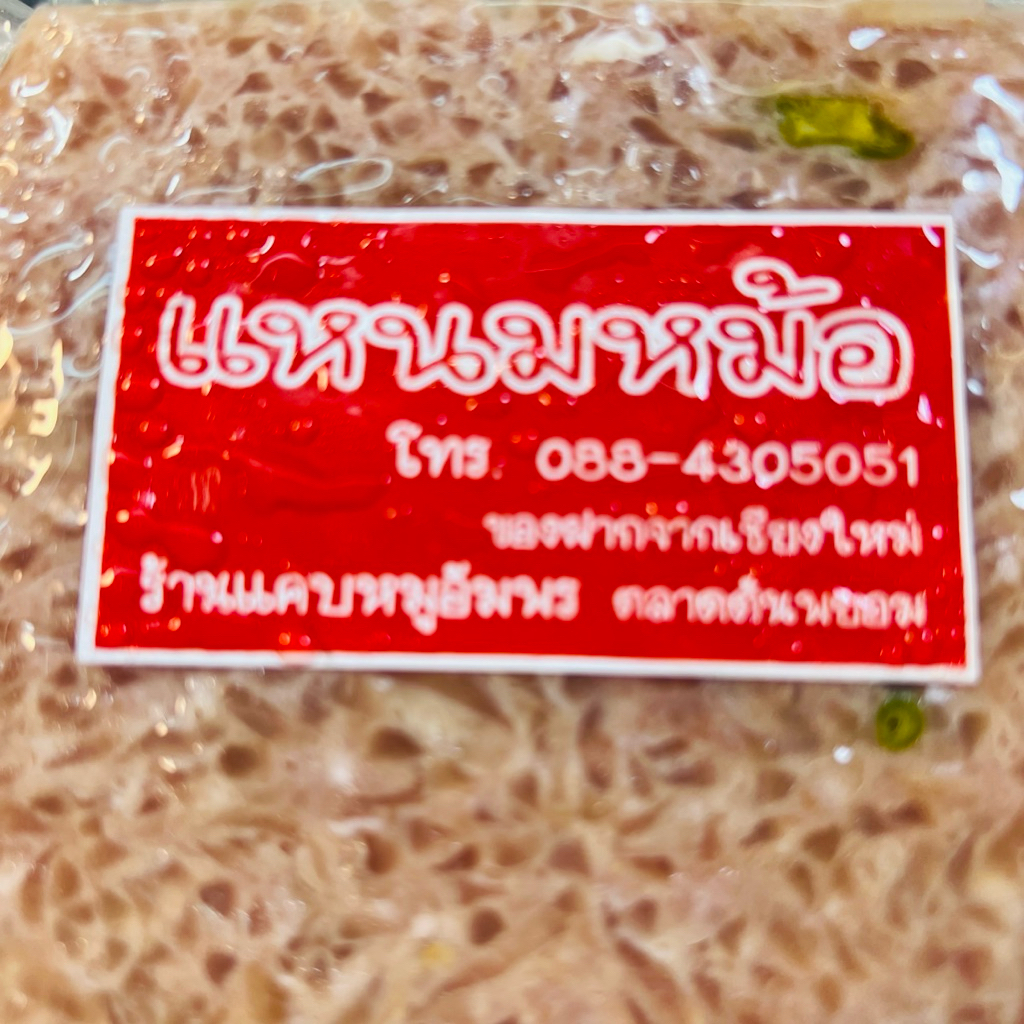 แหนมหม้อ
โทร. 088-4305051
ของฝากจากเชียงใหม่
ร้านแคบหมูอัมพร ตลาดต้นพยอม